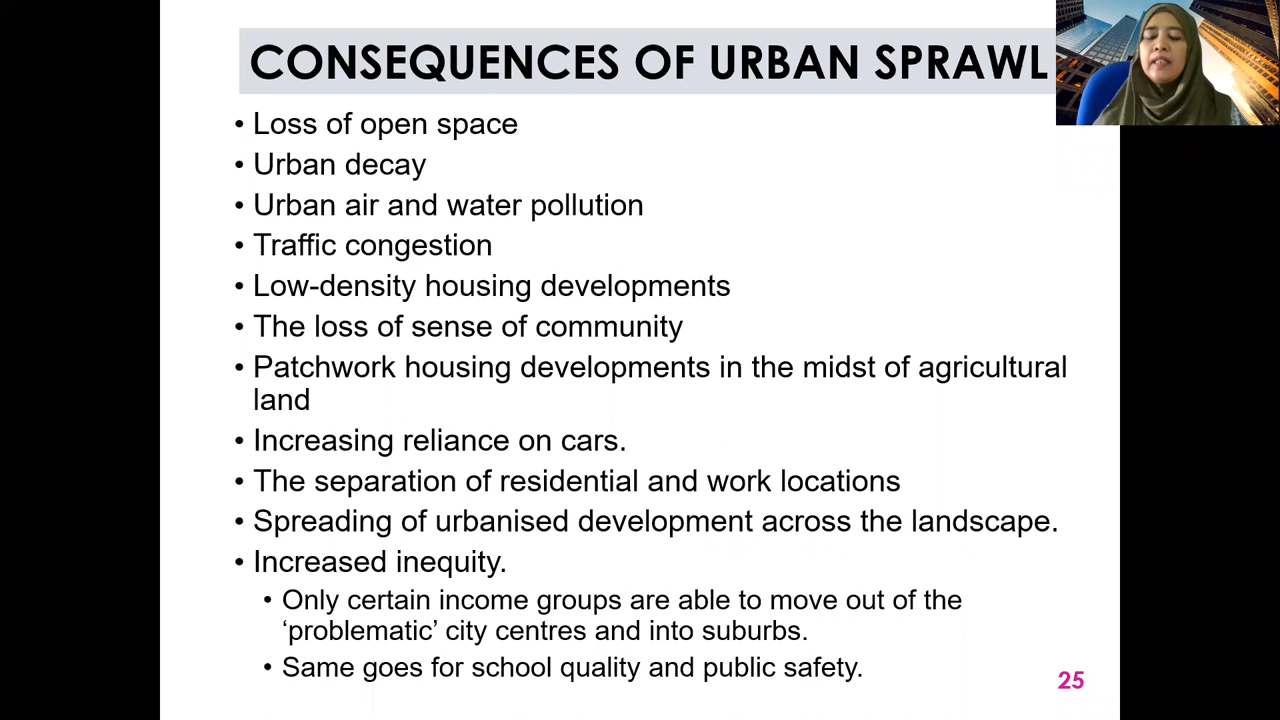 CONSEQUENCES OF URBAN SPRAWL
• Loss of open space
• Urban decay
• Urban air and water pollution
• Traffic congestion
• Low-density housing developments
• The loss of sense of community
• Patchwork housing developments in the midst of agricultural
land
• Increasing reliance on cars.
• The separation of residential and work locations
• Spreading of urbanised development across the landscape.
• Increased inequity.
• Only certain income groups are able to move out of the
‘problematic’ city centres and into suburbs.
• Same goes for school quality and public safety.
25